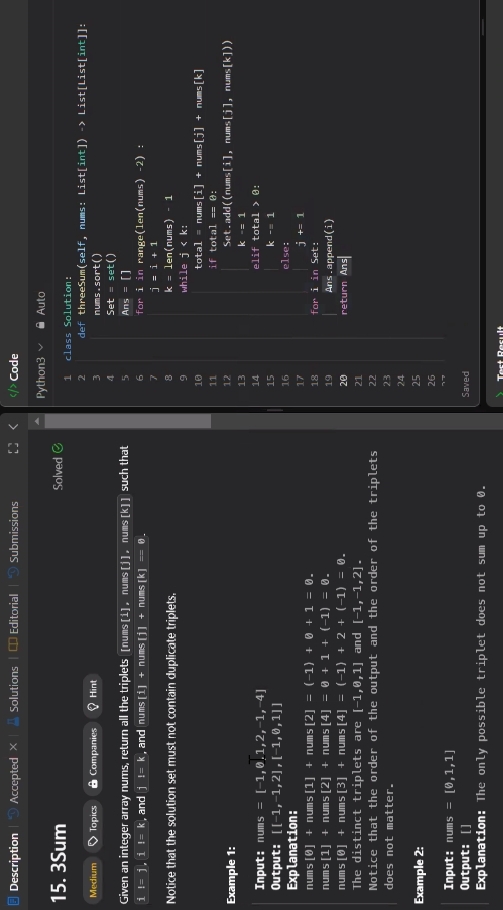 Description | Accepted × | Solutions | Editorial | Submissions
15. 3Sum
Solved
Medium Topics Companies Hint
Given an integer array nums, return all the triplets [nums[i], nums[j], nums[k]] such that
i != j, i != k, and j != k, and nums[i] + nums[j] + nums[k] == 0.
Notice that the solution set must not contain duplicate triplets.
Example 1:
Input: nums = [-1,0,1,2,-1,-4]
Output: [[-1,-1,2],[-1,0,1]]
Explanation:
nums[0] + nums[1] + nums[2] = (-1) + 0 + 1 = 0.
nums[1] + nums[2] + nums[4] = 0 + 1 + (-1) = 0.
nums[0] + nums[3] + nums[4] = (-1) + 2 + (-1) = 0.
The distinct triplets are [-1,0,1] and [-1,-1,2].
Notice that the order of the output and the order of the triplets
does not matter.
Example 2:
Input: nums = [0,1,1]
Output: []
Explanation: The only possible triplet does not sum up to 0.
</> Code
Python3 Auto
1 class Solution:
2 def threeSum(self, nums: List[int]) -> List[List[int]]:
3 nums.sort()
4 Set = set()
5 Ans = []
6 for i in range(len(nums) -2) :
7 j = i + 1
8 k = len(nums) - 1
9 while j < k:
10 total = nums[i] + nums[j] + nums[k]
11 if total == 0:
12 Set.add((nums[i], nums[j], nums[k]))
13 k -= 1
14 elif total > 0:
15 k -= 1
16 else:
17 j += 1
18 for i in Set:
19 Ans.append(i)
20 return Ans
21
22
23
24
25
26
Saved
Test Result